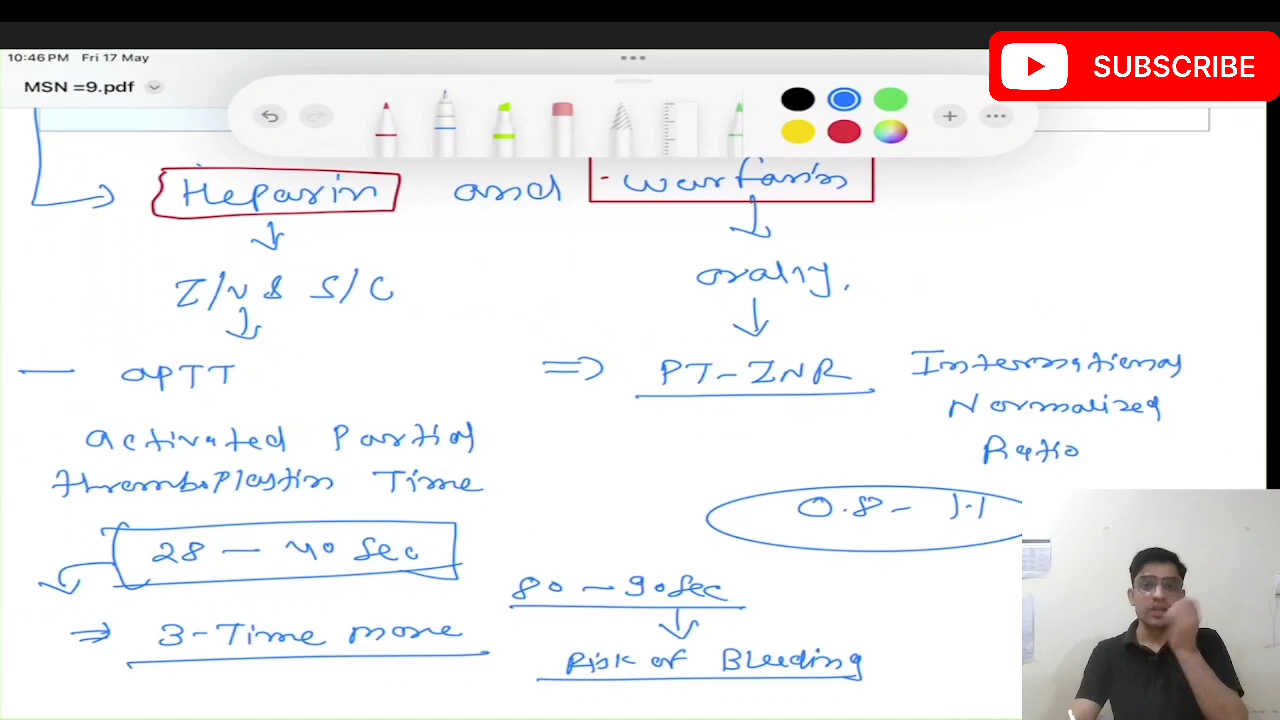 10:46 PM Fri 17 May
SUBSCRIBE
MSN =9.pdf
Heparin and warfarin
I/V & S/C
orally,
aPTT
PT-INR
International
Normalized
Ratio
Activated Partial
thromboplastin Time
0.8 - 1.1
28 - 40 Sec
80 - 90 Sec
3-Time more
Risk of Bleeding